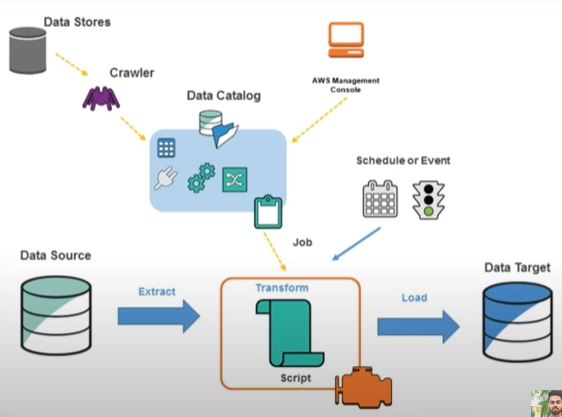 Data Stores
Crawler
Data Catalog
AWS Management
Console
Schedule or Event
Job
Data Source
Extract
Transform
Script
Load
Data Target